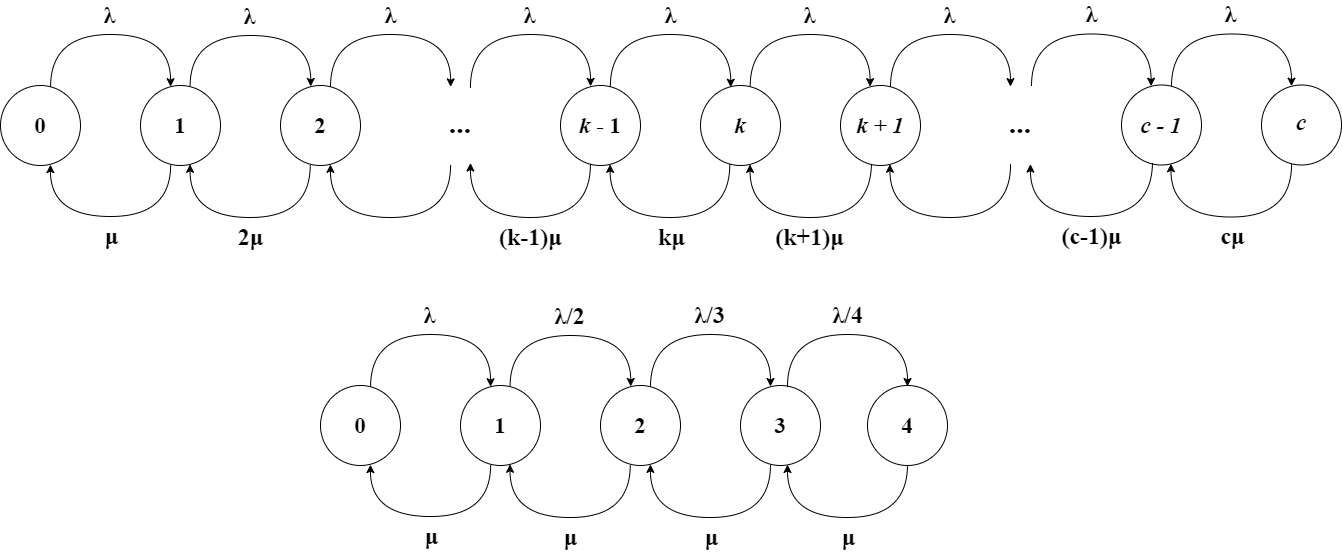 λ λ λ λ λ λ λ λ λ
0 1 2 ... k - 1 k k + 1 ... c - 1 c
μ 2μ (k-1)μ kμ (k+1)μ (c-1)μ cμ
λ λ/2 λ/3 λ/4
0 1 2 3 4
μ μ μ μ